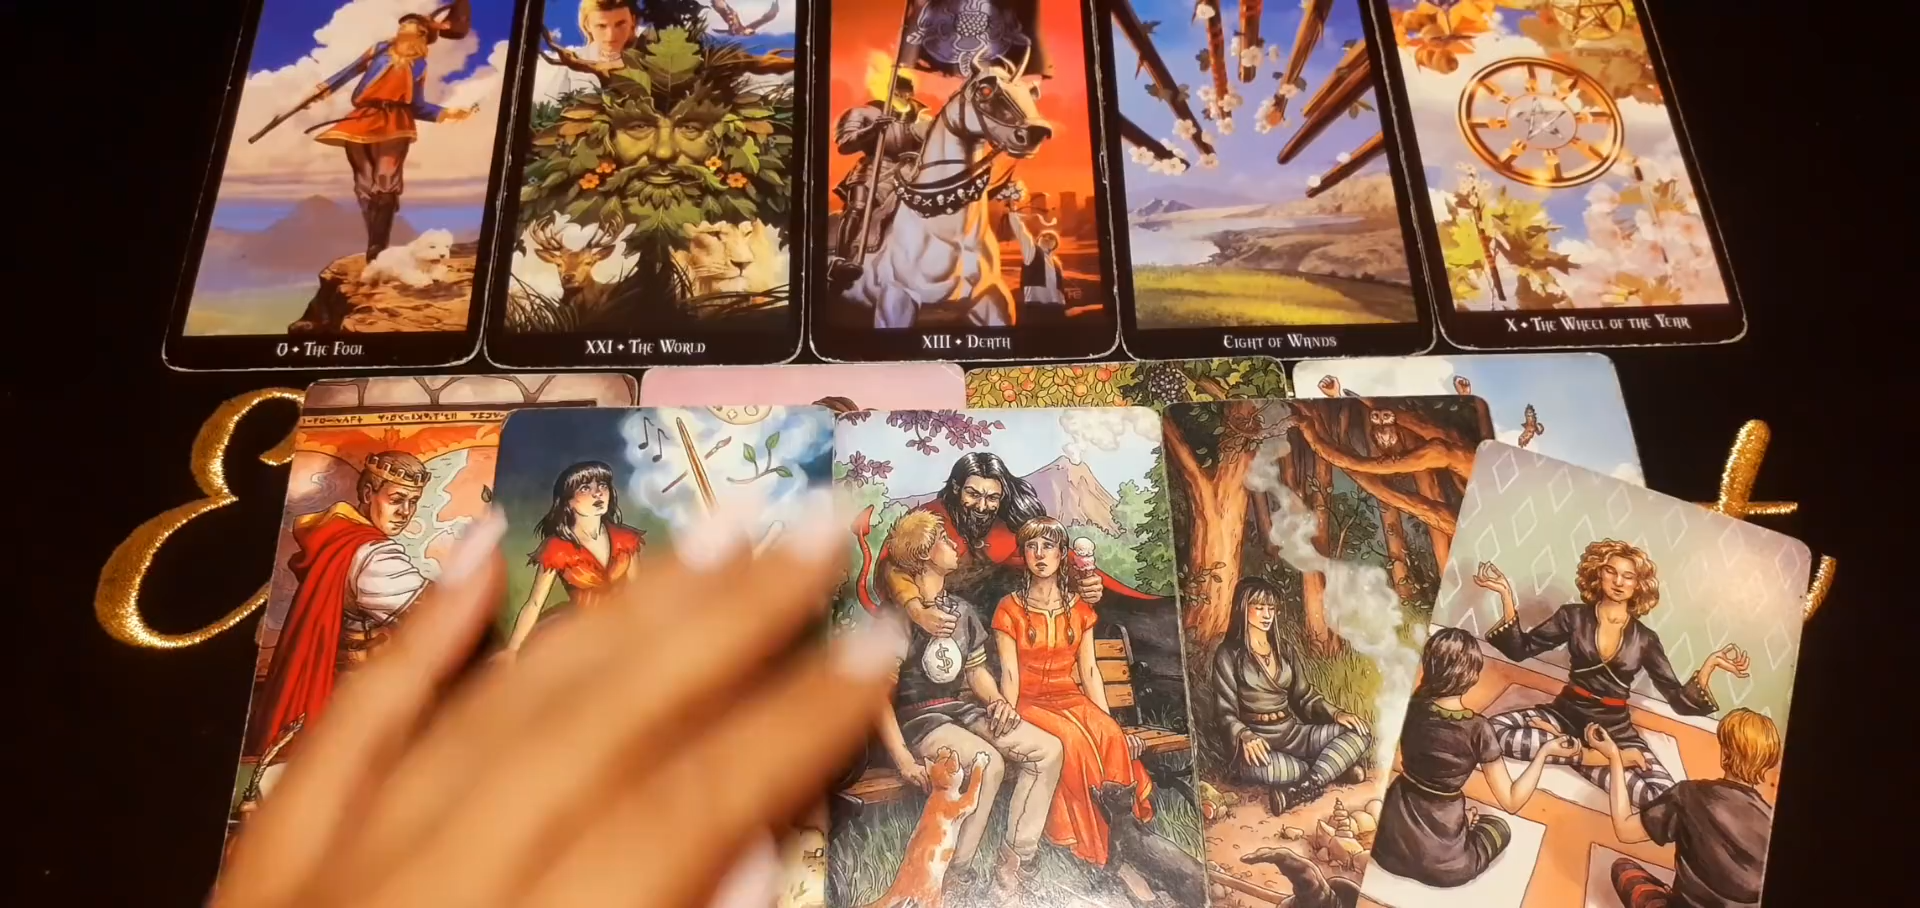 0 ✦ The Fool
XXI ✦ The World
XIII ✦ Death
Eight of Wands
X ✦ The Wheel of the Year
$